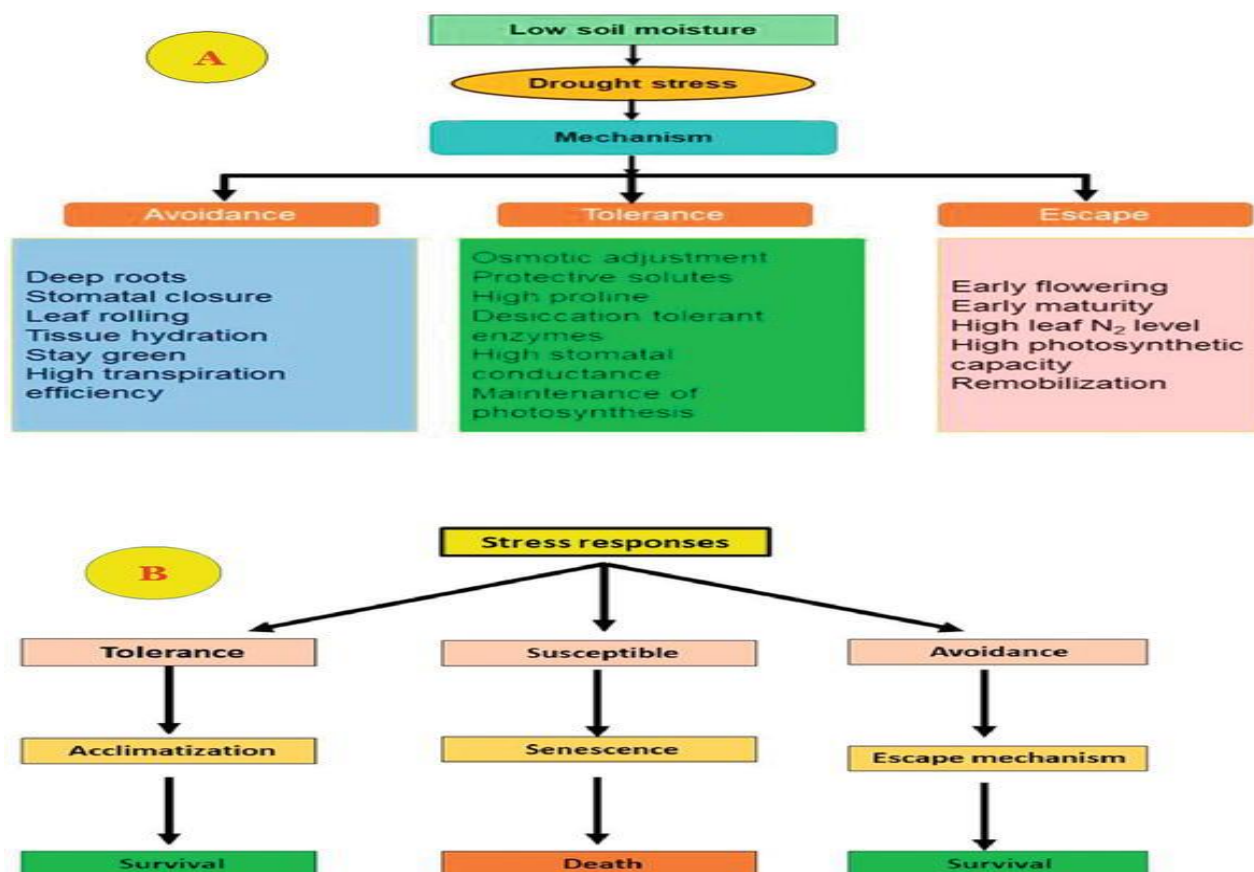 A
Low soil moisture
Drought stress
Mechanism
Avoidance
Deep roots
Stomatal closure
Leaf rolling
Tissue hydration
Stay green
High transpiration
efficiency
Tolerance
Osmotic adjustment
Protective solutes
High proline
Desiccation tolerant
enzymes
High stomatal
conductance
Maintenance of
photosynthesis
Escape
Early flowering
Early maturity
High leaf N₂ level
High photosynthetic
capacity
Remobilization
B
Stress responses
Tolerance
Susceptible
Avoidance
Acclimatization
Senescence
Escape mechanism
Survival
Death
Survival